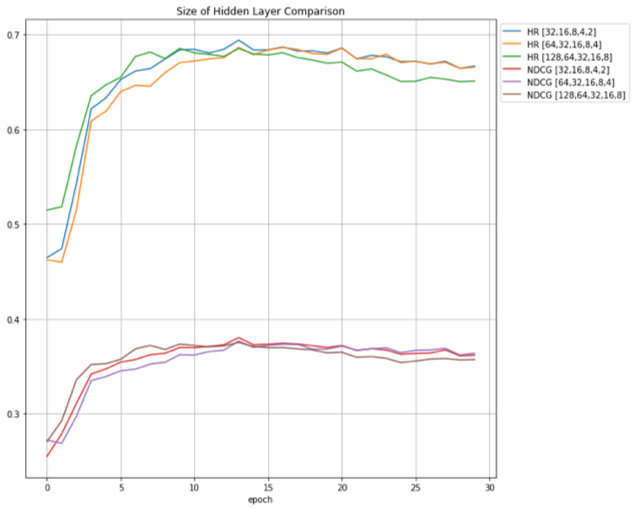 Size of Hidden Layer Comparison
0.7
0.6
0.5
0.4
0.3
0 5 10 15 20 25 30
epoch
HR [32,16,8,4,2]
HR [64,32,16,8,4]
HR [128,64,32,16,8]
NDCG [32,16,8,4,2]
NDCG [64,32,16,8,4]
NDCG [128,64,32,16,8]